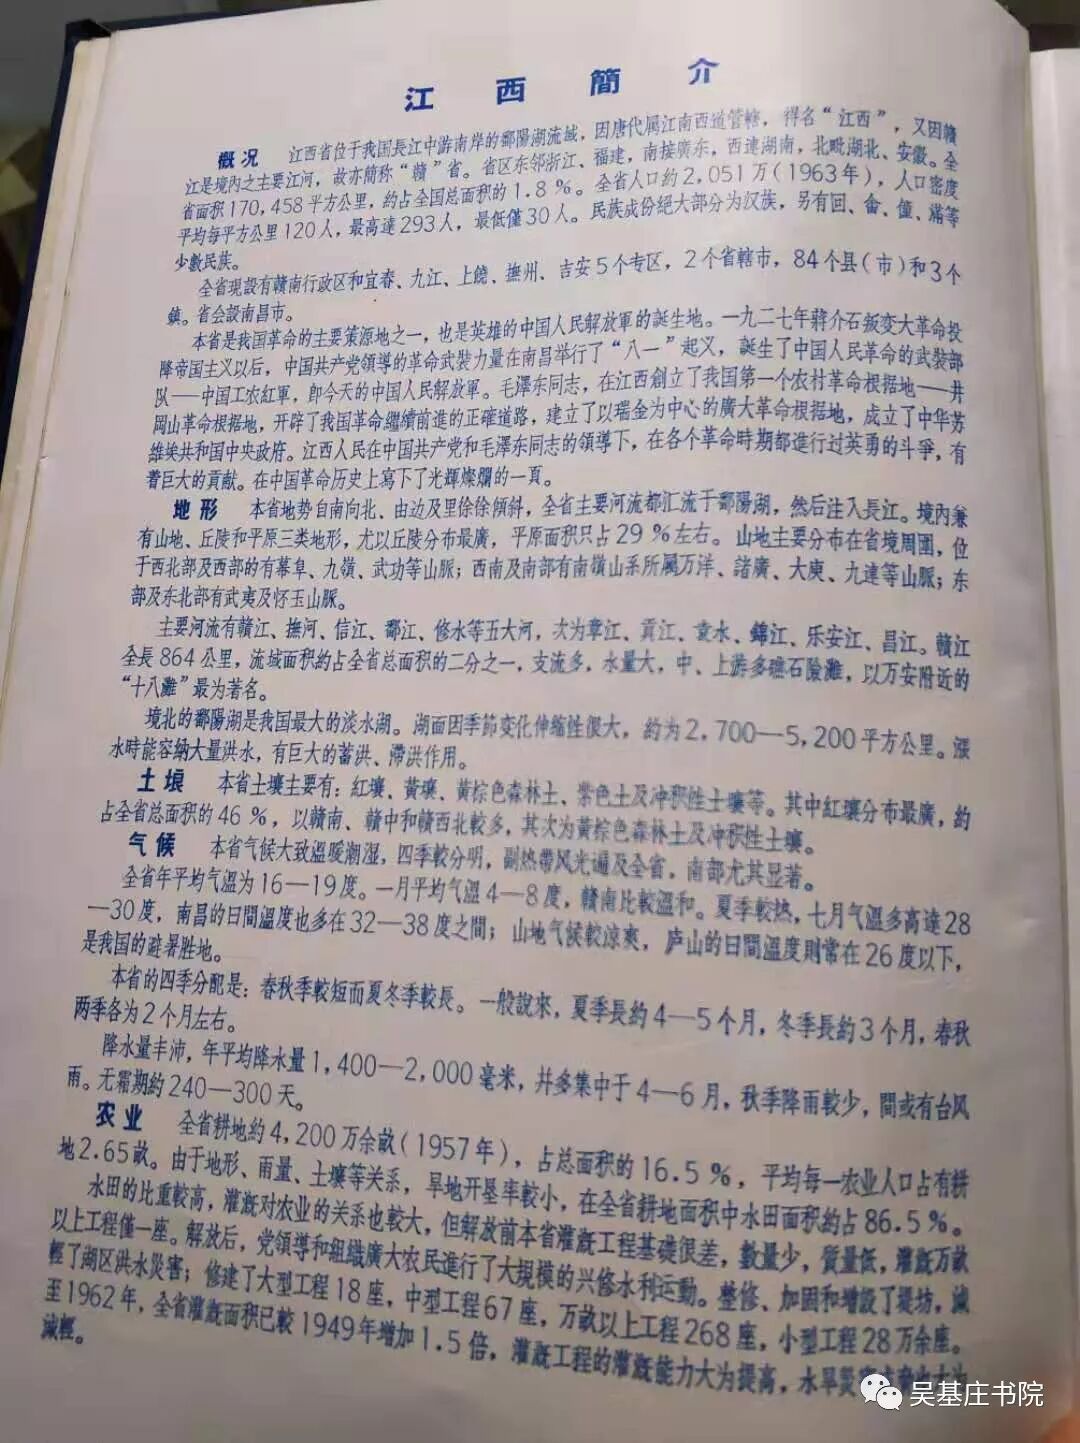 江西簡介
概况　江西省位于我国長江中游南岸的鄱陽湖流域，因唐代属江南西道管轄，得名“江西”，又因贛
江是境内之主要江河，故亦简称“贛”省。省区东邻浙江、福建，南接廣东，西連湖南，北毗湖北、安徽。全
省面积170,458平方公里，約占全国总面积的1.8％。全省人口約2,051万(1963年)，人口密度
平均每平方公里120人，最高達293人，最低僅30人。民族成份絕大部分为汉族，另有回、畲、僮、滿等
少數民族。
全省現設有贛南行政区和宜春、九江、上饒、撫州、吉安5个专区，2个省轄市，84个县(市)和3个
鎮。省会設南昌市。
本省是我国革命的主要策源地之一，也是英雄的中国人民解放軍的誕生地。一九二七年蔣介石叛变大革命投
降帝国主义以后，中国共产党領導的革命武裝力量在南昌举行了“八一”起义，誕生了中国人民革命的武裝部
队——中国工农紅軍，卽今天的中国人民解放軍。毛澤东同志，在江西創立了我国第一个农村革命根据地——井
岡山革命根据地，开辟了我国革命繼續前進的正確道路，建立了以瑞金为中心的廣大革命根据地，成立了中华苏
維埃共和国中央政府。江西人民在中国共产党和毛澤东同志的領導下，在各个革命時期都進行过英勇的斗爭，有
着巨大的貢献。在中国革命历史上寫下了光輝燦爛的一頁。
地形　本省地势自南向北、由边及里徐徐傾斜，全省主要河流都汇流于鄱陽湖，然后注入長江。境內兼
有山地、丘陵和平原三类地形，尤以丘陵分布最廣，平原面积只占29％左右。山地主要分布在省境周圍，位
于西北部及西部的有幕阜、九嶺、武功等山脈；西南及南部有南嶺山系所屬万洋、諸廣、大庾、九連等山脈；东
部及东北部有武夷及怀玉山脈。
主要河流有贛江、撫河、信江、鄱江、修水等五大河，次为章江、貢江、袁水、錦江、乐安江、昌江。贛江
全長864公里，流域面积約占全省总面积的二分之一，支流多，水量大，中、上游多礁石險灘，以万安附近的
“十八灘”最为著名。
境北的鄱陽湖是我国最大的淡水湖。湖面因季節变化伸縮性很大，約为2,700—5,200平方公里。漲
水時能容納大量洪水，有巨大的蓄洪、滯洪作用。
土埌　本省土壤主要有：紅壤、黃壤、黃棕色森林土、紫色土及冲积性土壤等。其中紅壤分布最廣，約
占全省总面积的46％，以贛南、贛中和贛西北較多，其次为黃棕色森林土及冲积性土壤。
气候　本省气候大致温暖潮湿，四季較分明，副热带风光遍及全省，南部尤其显著。
全省年平均气溫为16—19度。一月平均气溫4—8度，贛南比較溫和。夏季較热，七月气溫多高達28
—30度，南昌的日間溫度也多在32—38度之間；山地气候較涼爽，庐山的日間溫度則常在26度以下，
是我国的避暑胜地。
本省的四季分配是：春秋季較短而夏冬季較長。一般說來，夏季長約4—5个月，冬季長約3个月，春秋
两季各为2个月左右。
降水量丰沛，年平均降水量1,400—2,000毫米，并多集中于4—6月，秋季降雨較少，間或有台风
雨。无霜期約240—300天。
农业　全省耕地約4,200万余畝(1957年)，占总面积的16.5％，平均每一农业人口占有耕
地2.65畝。由于地形、雨量、土壤等关系，旱地开垦率較小，在全省耕地面积中水田面积約占86.5％。
水田的比重較高，灌溉对农业的关系也較大，但解放前本省灌溉工程基礎很差，數量少，質量低，灌溉万畝
以上工程僅一座。解放后，党領導和組織廣大农民進行了大規模的兴修水利运動。整修、加固和增設了堤坊，減
輕了湖区洪水災害；修建了大型工程18座，中型工程67座，万畝以上工程268座，小型工程28万余座。
至1962年，全省灌溉面积已較1949年增加1.5倍，灌溉工程的灌溉能力大为提高，水旱災
減輕。
吴基庄书院